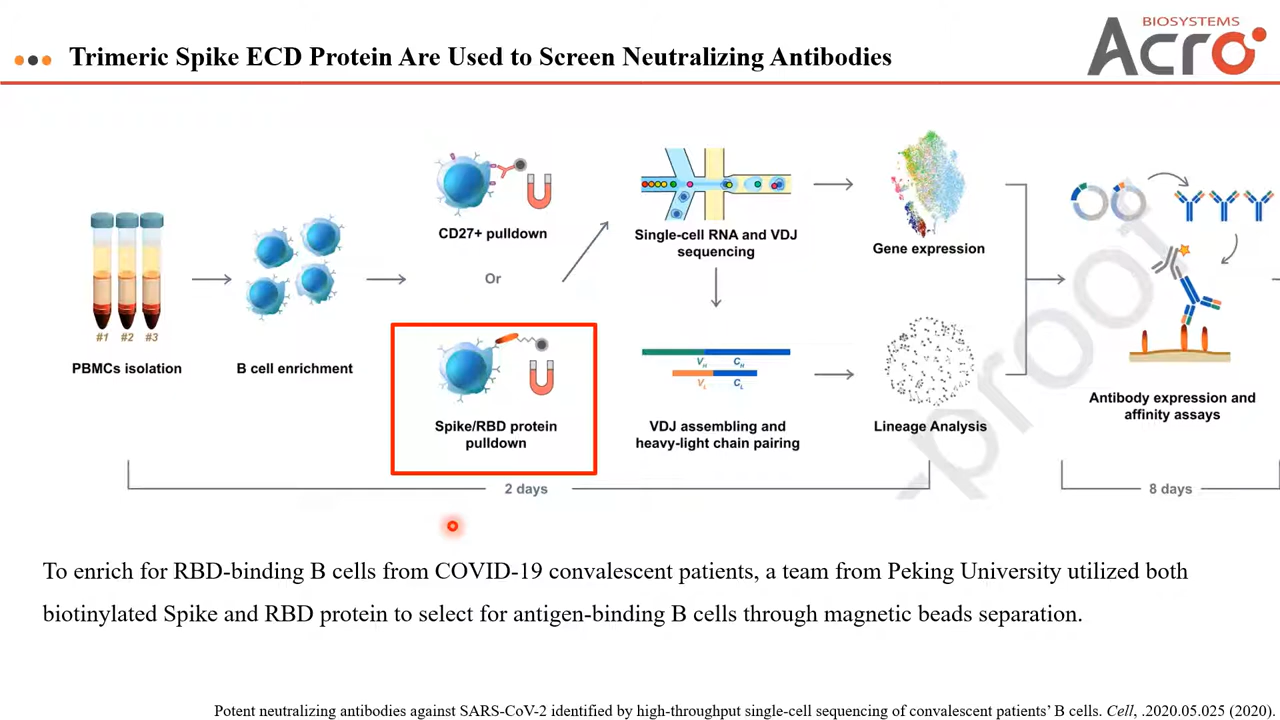 Trimeric Spike ECD Protein Are Used to Screen Neutralizing Antibodies
BIOSYSTEMS
Acro
CD27+ pulldown
Or
Single-cell RNA and VDJ
sequencing
Gene expression
#1 #2 #3
PBMCs isolation
B cell enrichment
Spike/RBD protein
pulldown
VH CH
VL CL
VDJ assembling and
heavy-light chain pairing
Lineage Analysis
Antibody expression and
affinity assays
-proof
2 days
8 days
To enrich for RBD-binding B cells from COVID-19 convalescent patients, a team from Peking University utilized both
biotinylated Spike and RBD protein to select for antigen-binding B cells through magnetic beads separation.
Potent neutralizing antibodies against SARS-CoV-2 identified by high-throughput single-cell sequencing of convalescent patients’ B cells. Cell, .2020.05.025 (2020).